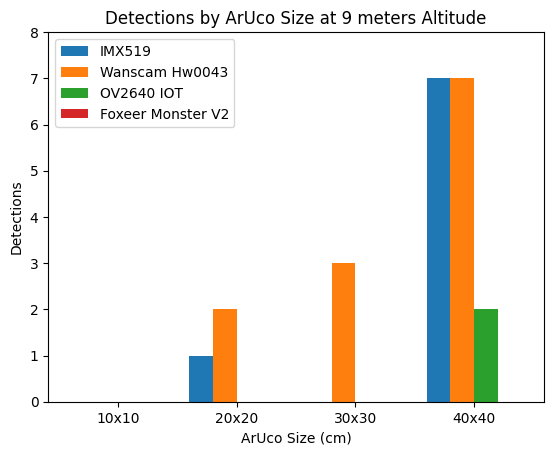 Detections by ArUco Size at 9 meters Altitude
IMX519
Wanscam Hw0043
OV2640 IOT
Foxeer Monster V2
Detections
8
7
6
5
4
3
2
1
0
10x10 20x20 30x30 40x40
ArUco Size (cm)